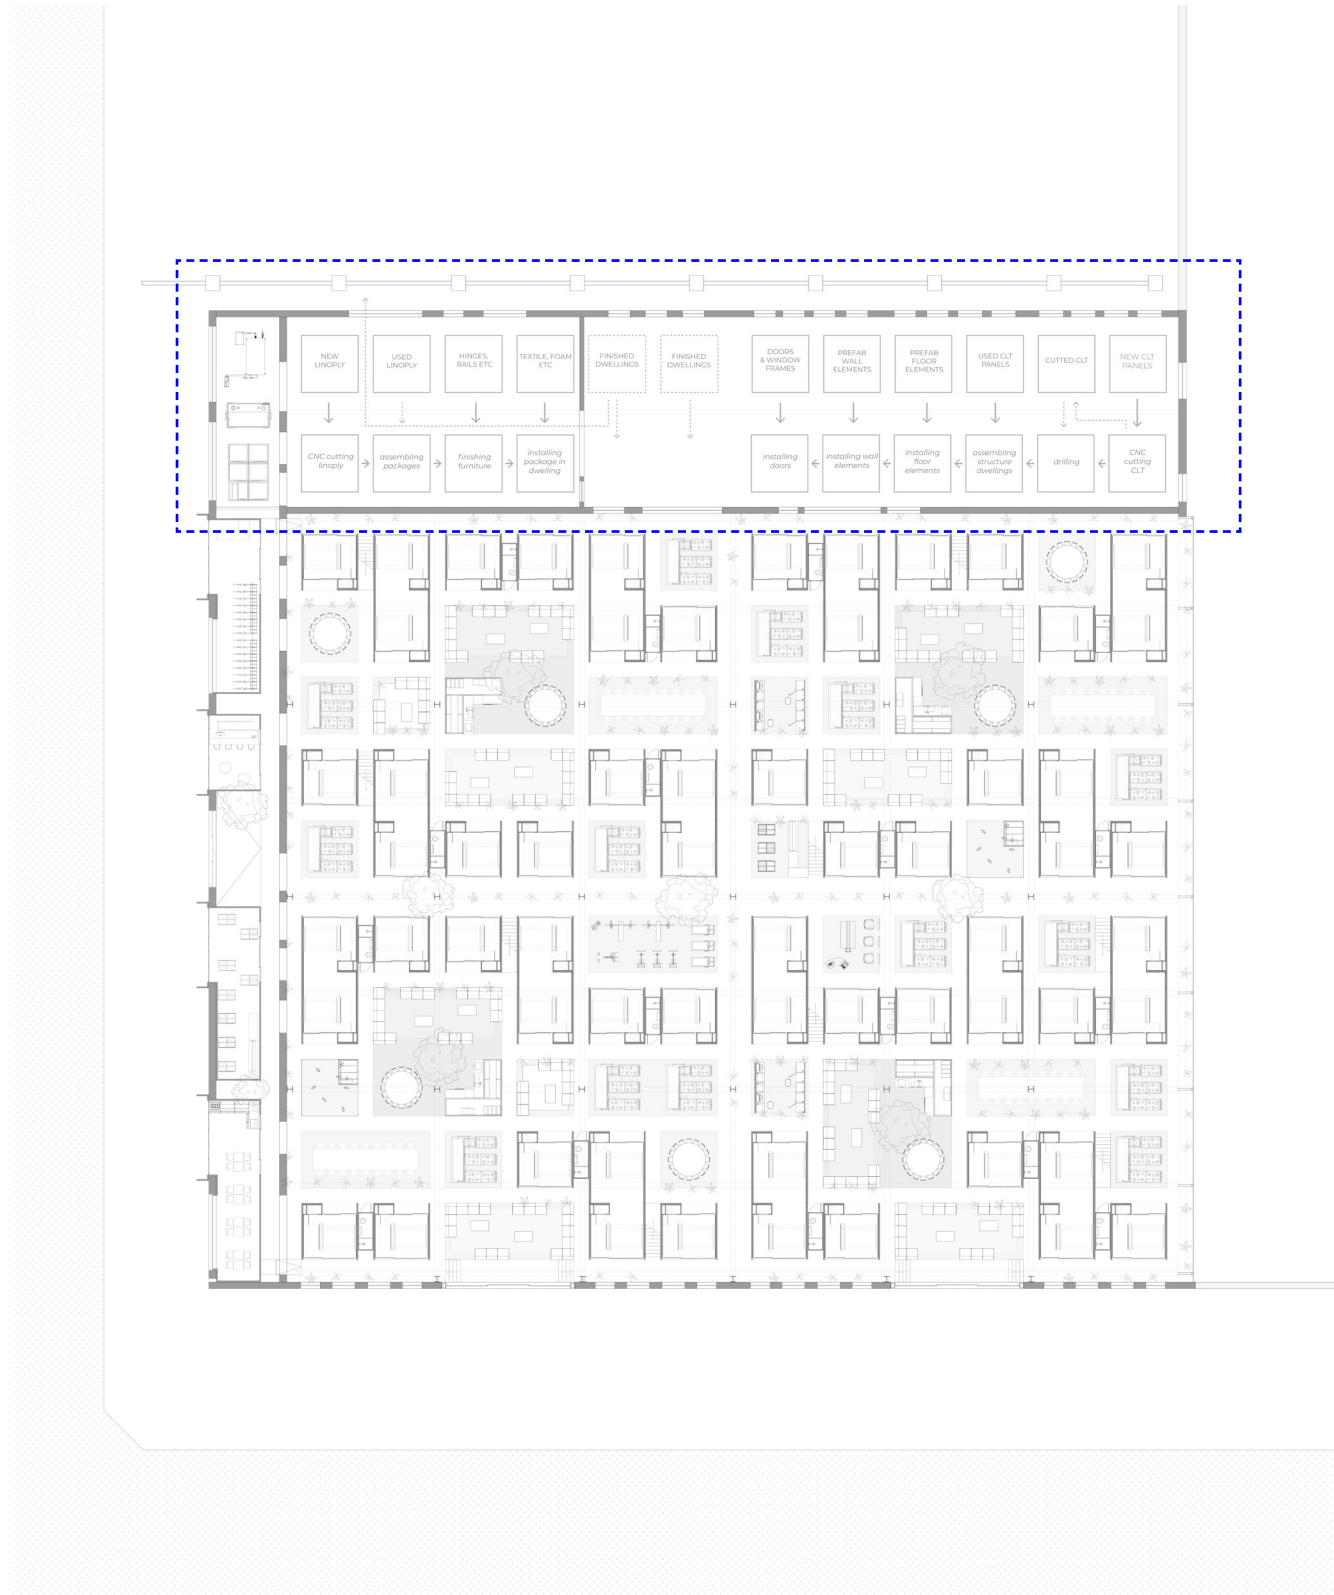 NEW
LINOPLY
USED
LINOPLY
HINGES,
RAILS ETC
TEXTILE, FOAM
ETC
FINISHED
DWELLINGS
FINISHED
DWELLINGS
DOORS
& WINDOW
FRAMES
PREFAB
WALL
ELEMENTS
PREFAB
FLOOR
ELEMENTS
USED CLT
PANELS
CUTTED CLT
NEW CLT
PANELS
CNC cutting
linoply
assembling
packages
finishing
furniture
installing
package in
dwelling
installing
doors
installing wall
elements
installing
floor
elements
assembling
structure
dwellings
drilling
CNC
cutting
CLT